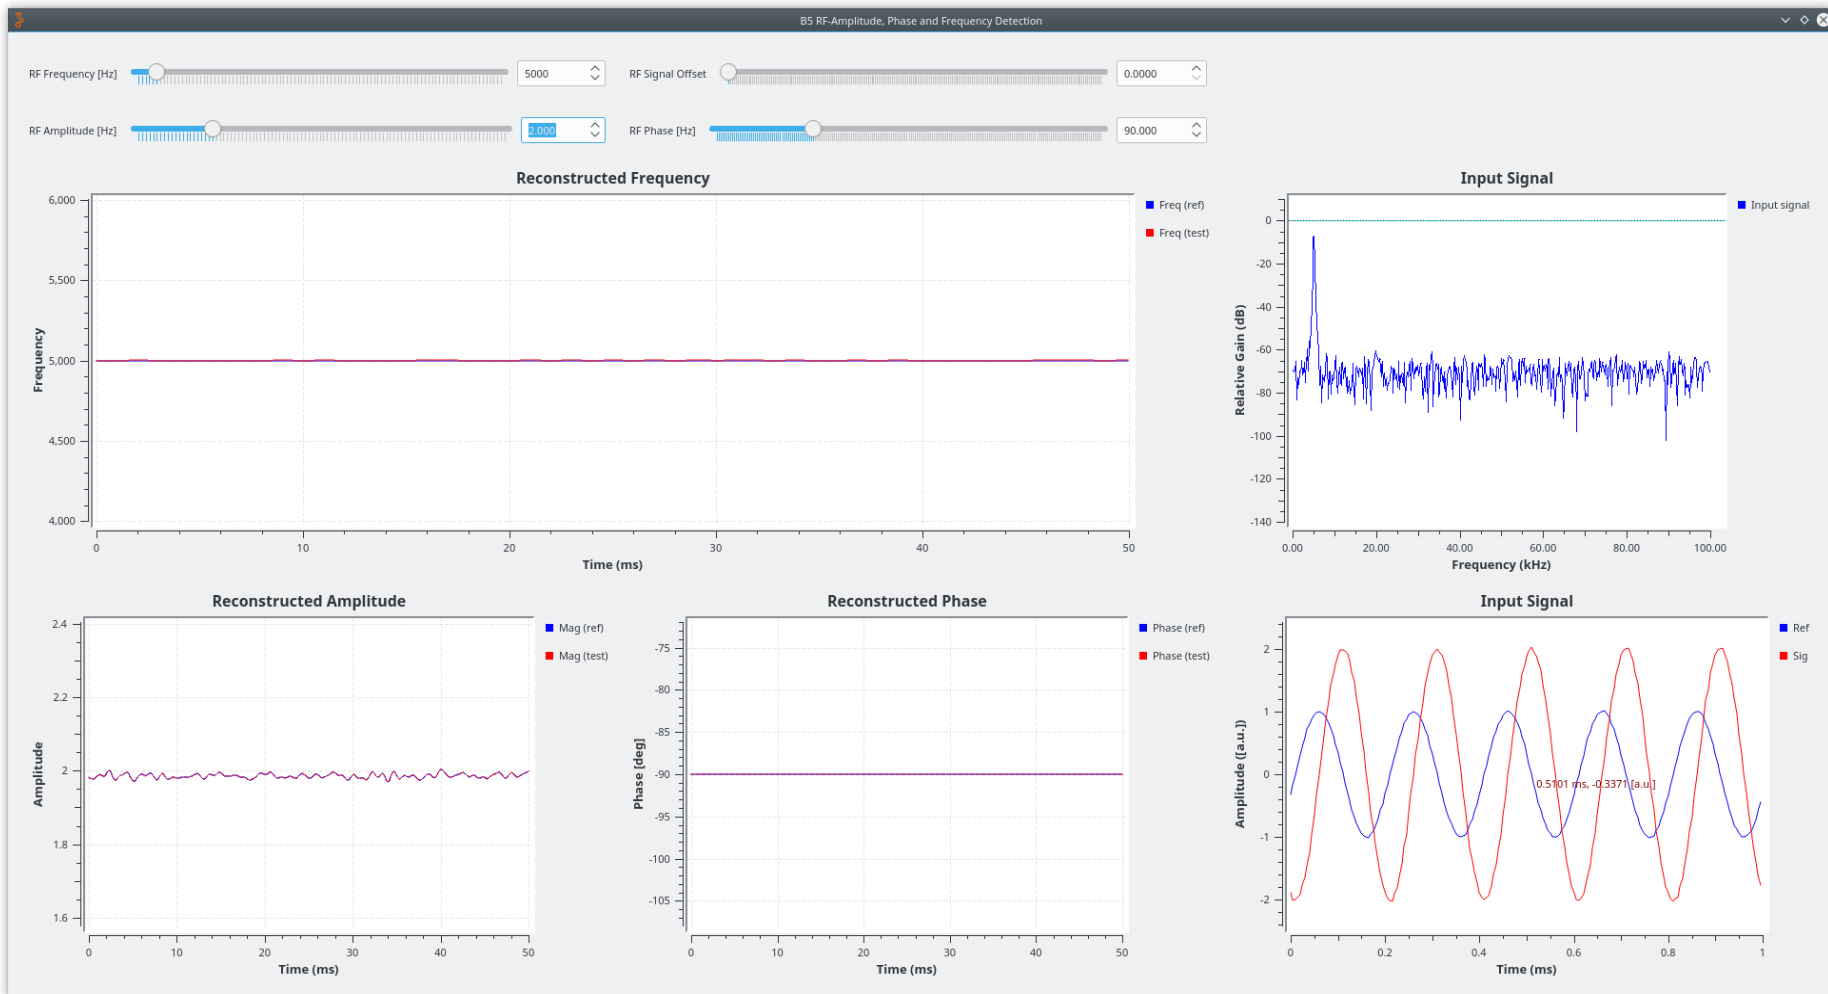 B5 RF-Amplitude, Phase and Frequency Detection
RF Frequency [Hz] 5000 RF Signal Offset 0.0000
RF Amplitude [Hz] 2.000 RF Phase [Hz] 90.000
Reconstructed Frequency
6,000
5,500
5,000
4,500
4,000
Frequency
0 10 20 30 40 50
Time (ms)
Freq (ref)
Freq (test)
Input Signal
0
-20
-40
-60
-80
-100
-120
-140
Relative Gain (dB)
0.00 20.00 40.00 60.00 80.00 100.00
Frequency (kHz)
Input signal
Reconstructed Amplitude
2.4
2.2
2
1.8
1.6
Amplitude
0 10 20 30 40 50
Time (ms)
Mag (ref)
Mag (test)
Reconstructed Phase
-75
-80
-85
-90
-95
-100
-105
Phase [deg]
0 10 20 30 40 50
Time (ms)
Phase (ref)
Phase (test)
Input Signal
2
1
0
-1
-2
Amplitude ([a.u.])
0.5101 ms, -0.3371 [a.u.]
0 0.2 0.4 0.6 0.8 1
Time (ms)
Ref
Sig